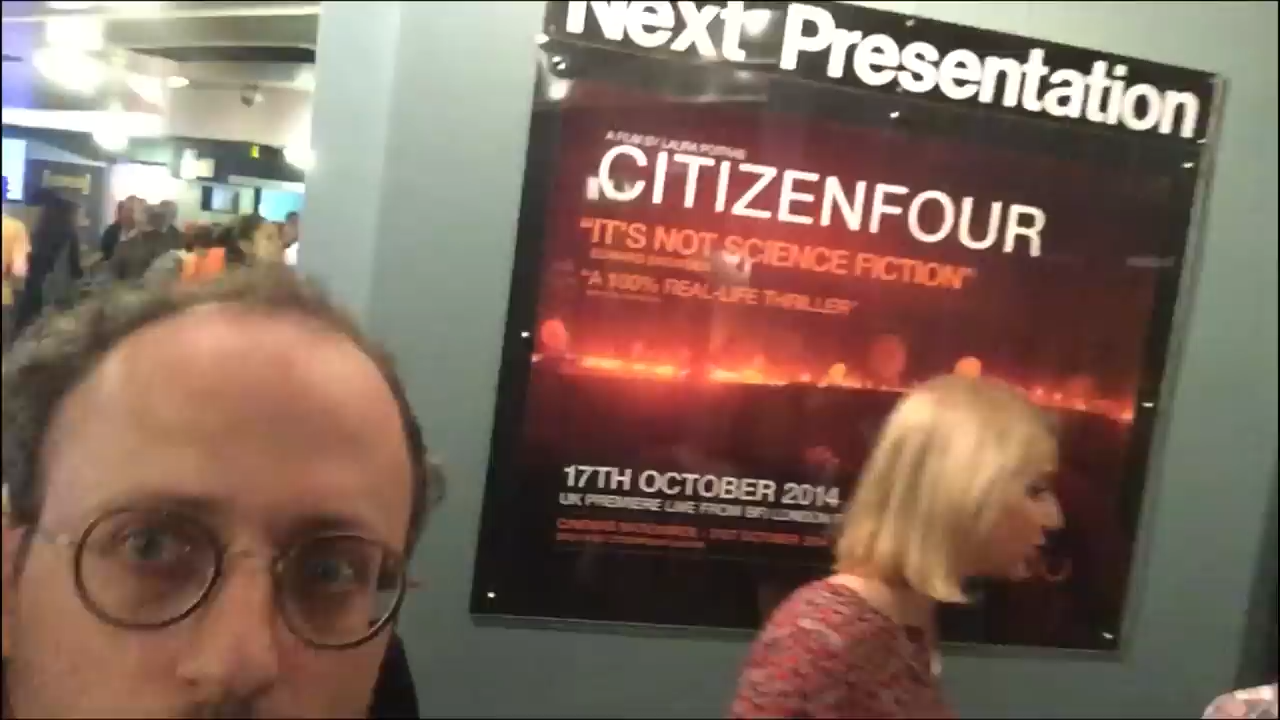 Next Presentation
A FILM BY LAURA POITRAS
CITIZENFOUR
"IT'S NOT SCIENCE FICTION"
"A 100% REAL-LIFE THRILLER"
17TH OCTOBER 2014
UK PREMIERE LIVE FROM BFI LONDON